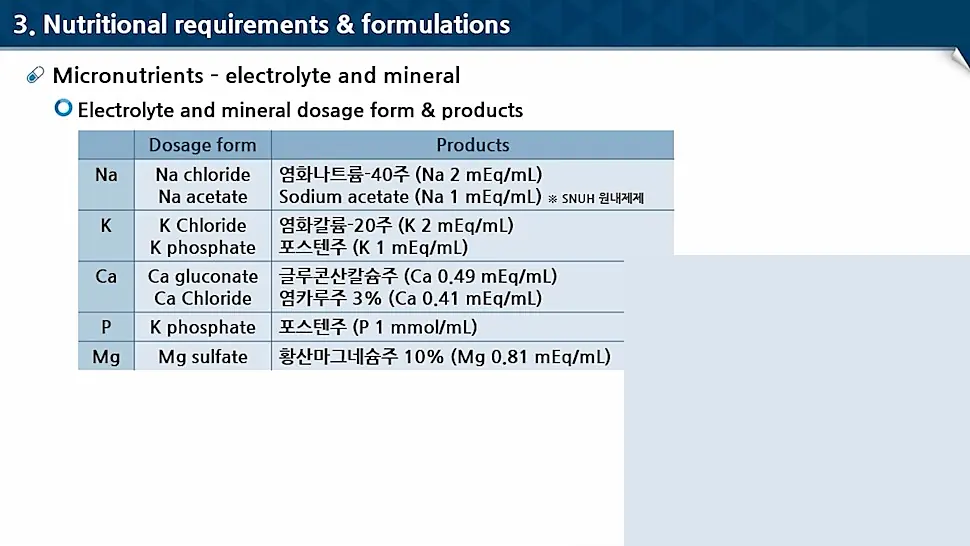 3. Nutritional requirements & formulations
Micronutrients - electrolyte and mineral
Electrolyte and mineral dosage form & products
Dosage form Products
Na Na chloride 염화나트륨-40주 (Na 2 mEq/mL)
Na acetate Sodium acetate (Na 1 mEq/mL) ※ SNUH 원내제제
K K Chloride 염화칼륨-20주 (K 2 mEq/mL)
K phosphate 포스텐주 (K 1 mEq/mL)
Ca Ca gluconate 글루콘산칼슘주 (Ca 0.49 mEq/mL)
Ca Chloride 염카루주 3% (Ca 0.41 mEq/mL)
P K phosphate 포스텐주 (P 1 mmol/mL)
Mg Mg sulfate 황산마그네슘주 10% (Mg 0.81 mEq/mL)